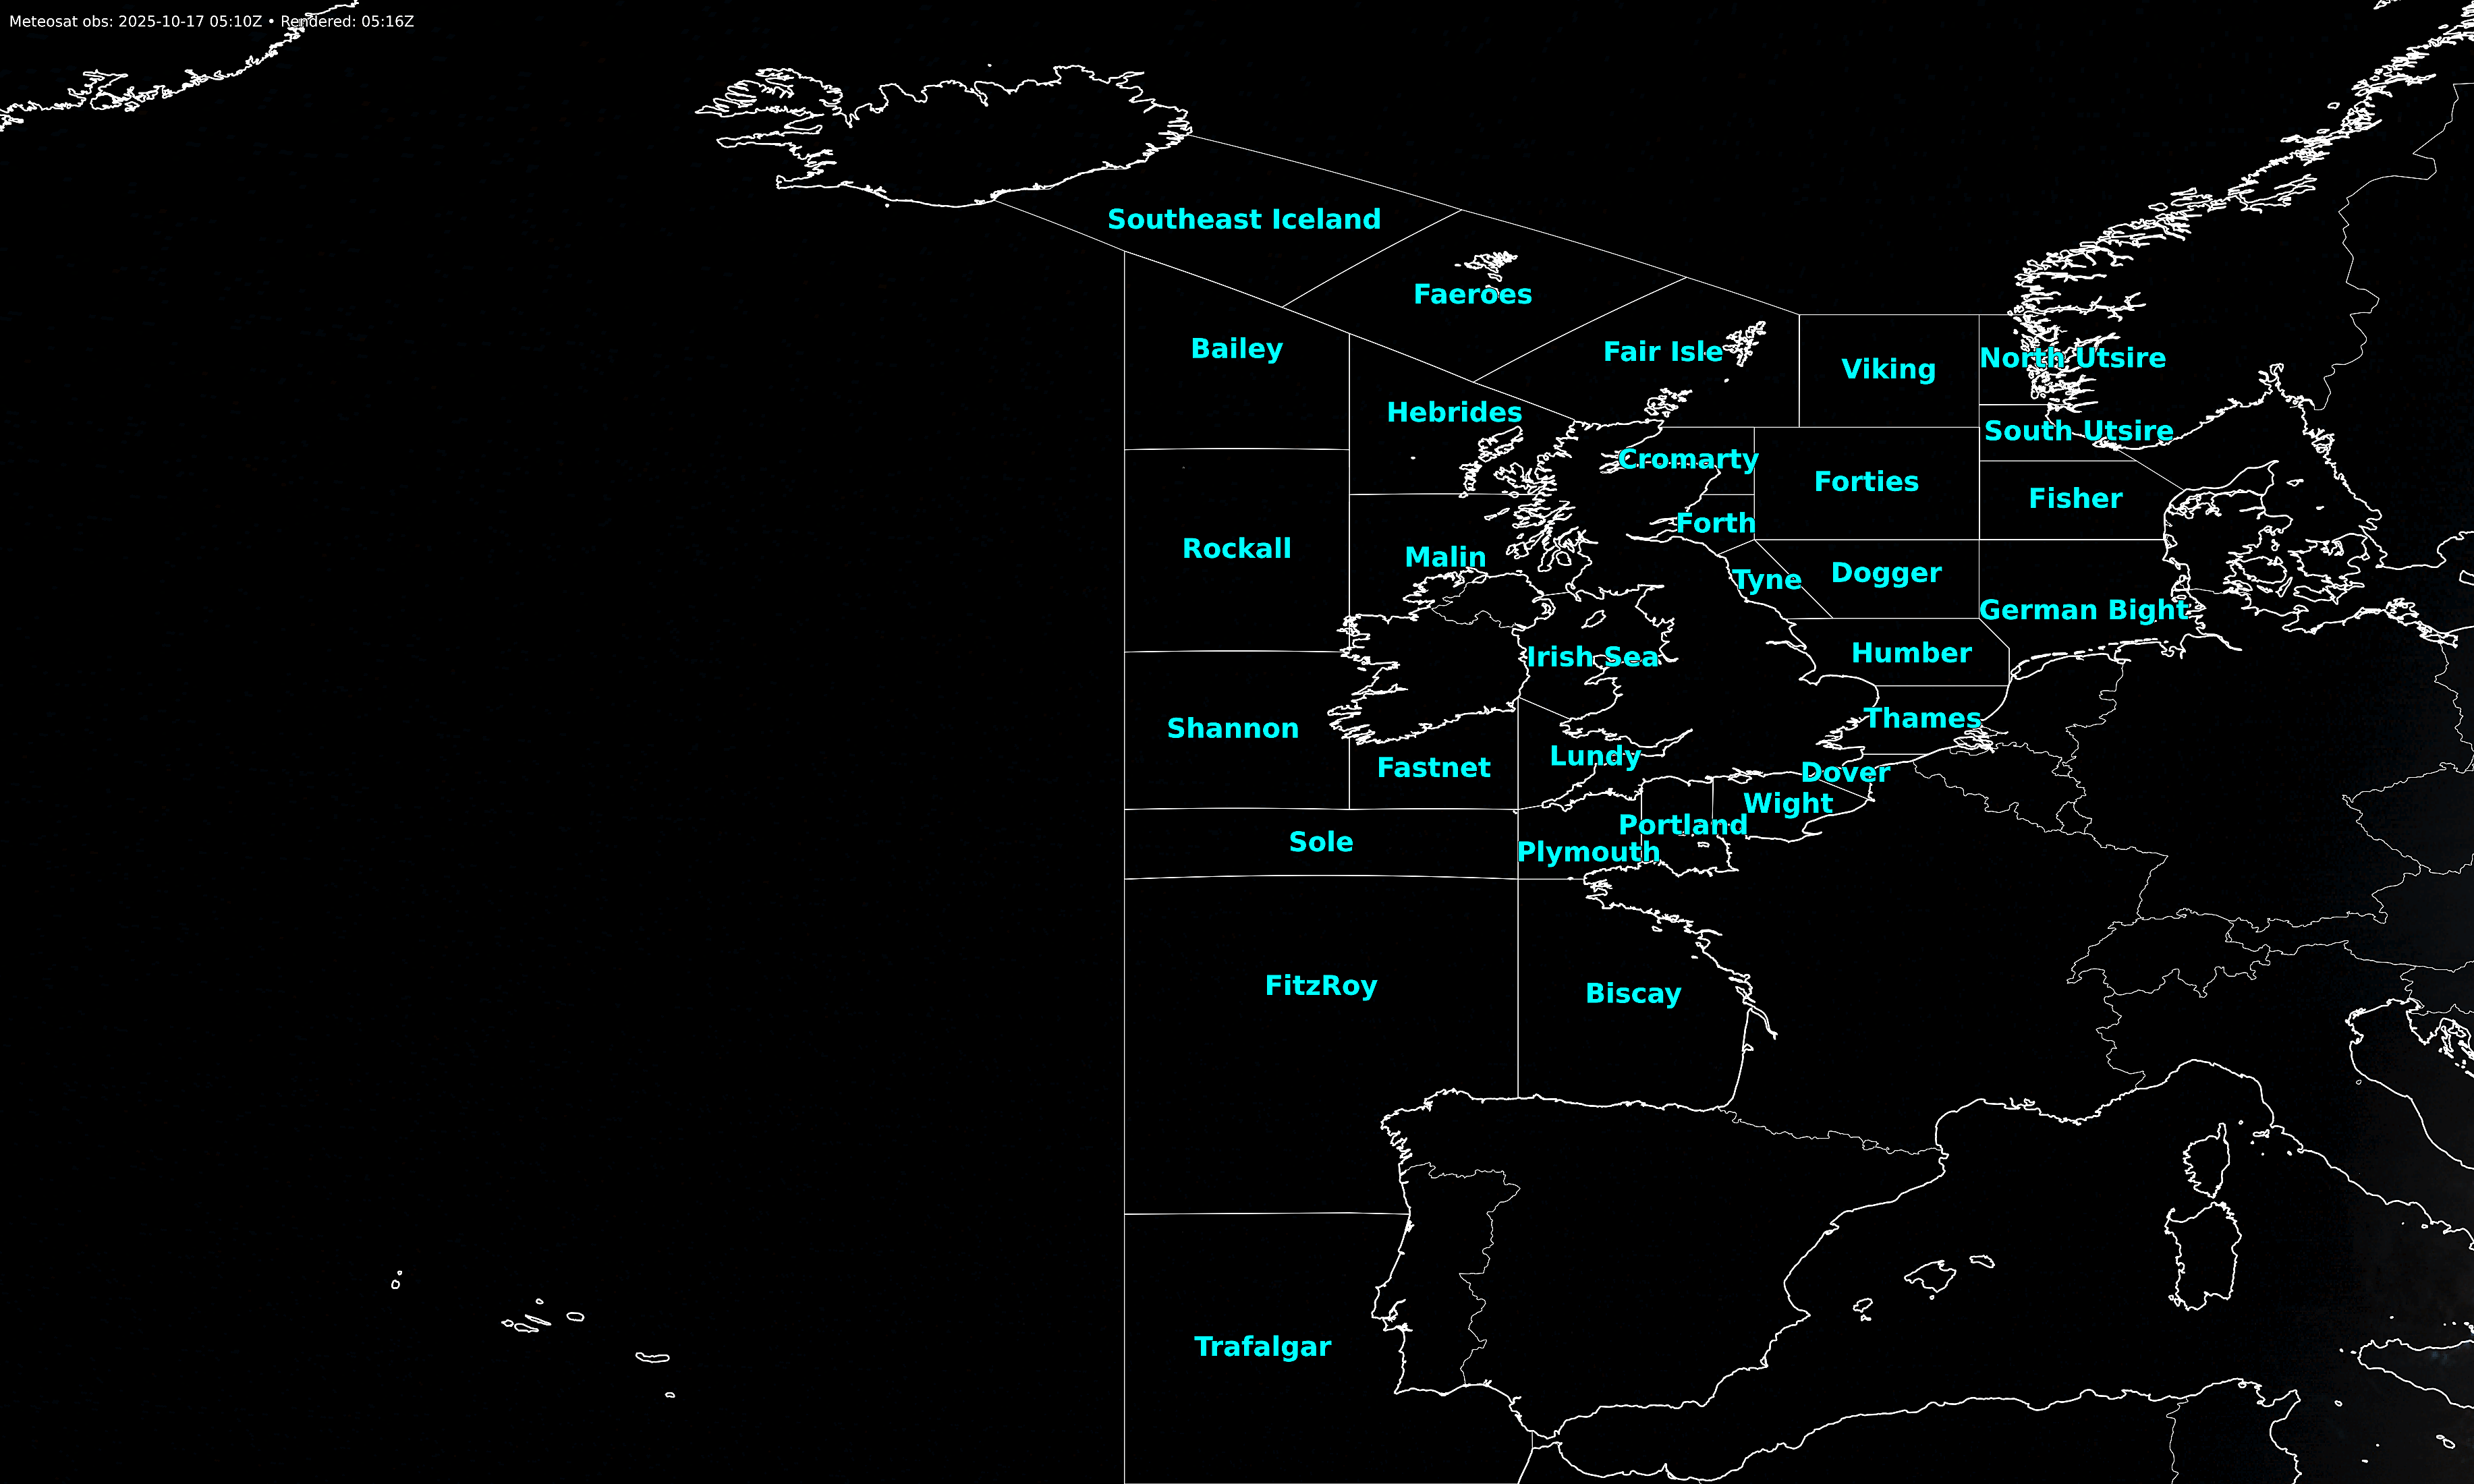 Meteosat obs: 2025-10-17 05:10Z • Rendered: 05:16Z
Southeast Iceland
Faeroes
Bailey
Fair Isle
Viking
North Utsire
Hebrides
South Utsire
Cromarty
Forties
Fisher
Forth
Rockall
Malin
Tyne
Dogger
German Bight
Irish Sea
Humber
Thames
Shannon
Fastnet
Lundy
Dover
Wight
Portland
Sole
Plymouth
FitzRoy
Biscay
Trafalgar